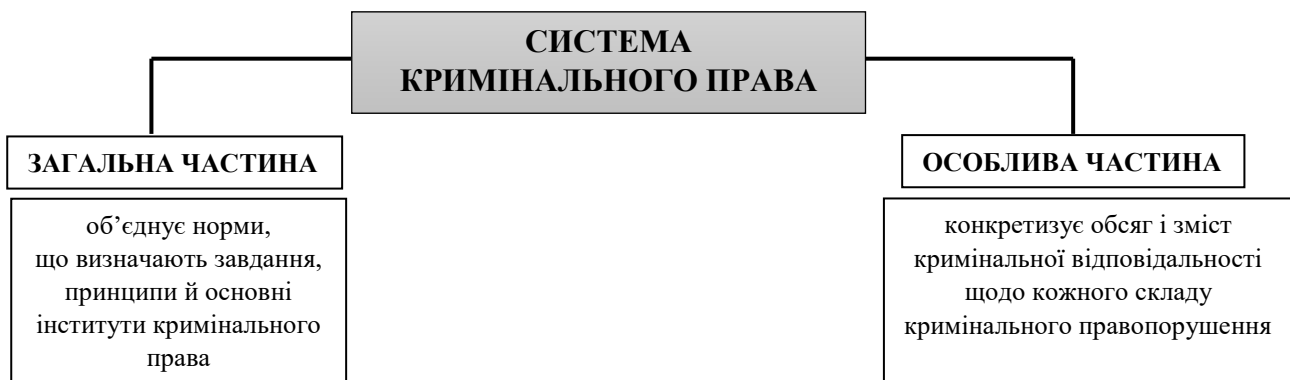 СИСТЕМА
КРИМІНАЛЬНОГО ПРАВА
ЗАГАЛЬНА ЧАСТИНА
об’єднує норми,
що визначають завдання,
принципи й основні
інститути кримінального
права
ОСОБЛИВА ЧАСТИНА
конкретизує обсяг і зміст
кримінальної відповідальності
щодо кожного складу
кримінального правопорушення